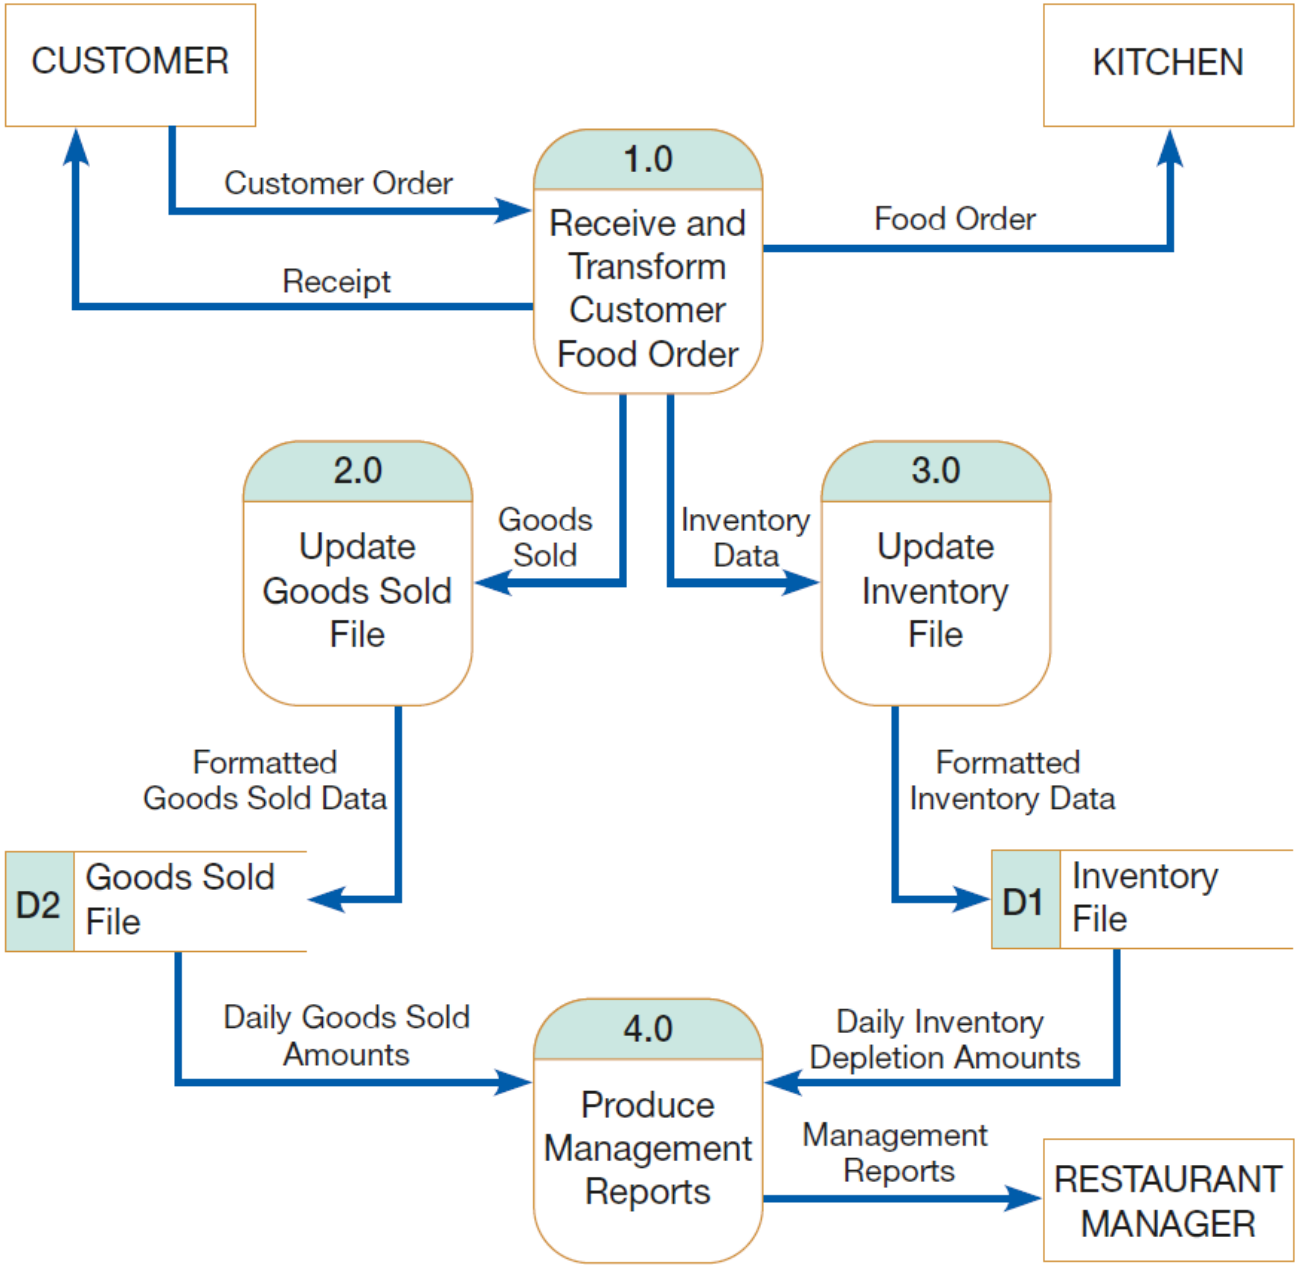 CUSTOMER
KITCHEN
1.0
Receive and
Transform
Customer
Food Order
Customer Order
Receipt
Food Order
Goods
Sold
Inventory
Data
2.0
Update
Goods Sold
File
3.0
Update
Inventory
File
Formatted
Goods Sold Data
Formatted
Inventory Data
D2
Goods Sold
File
D1
Inventory
File
Daily Goods Sold
Amounts
Daily Inventory
Depletion Amounts
4.0
Produce
Management
Reports
Management
Reports
RESTAURANT
MANAGER